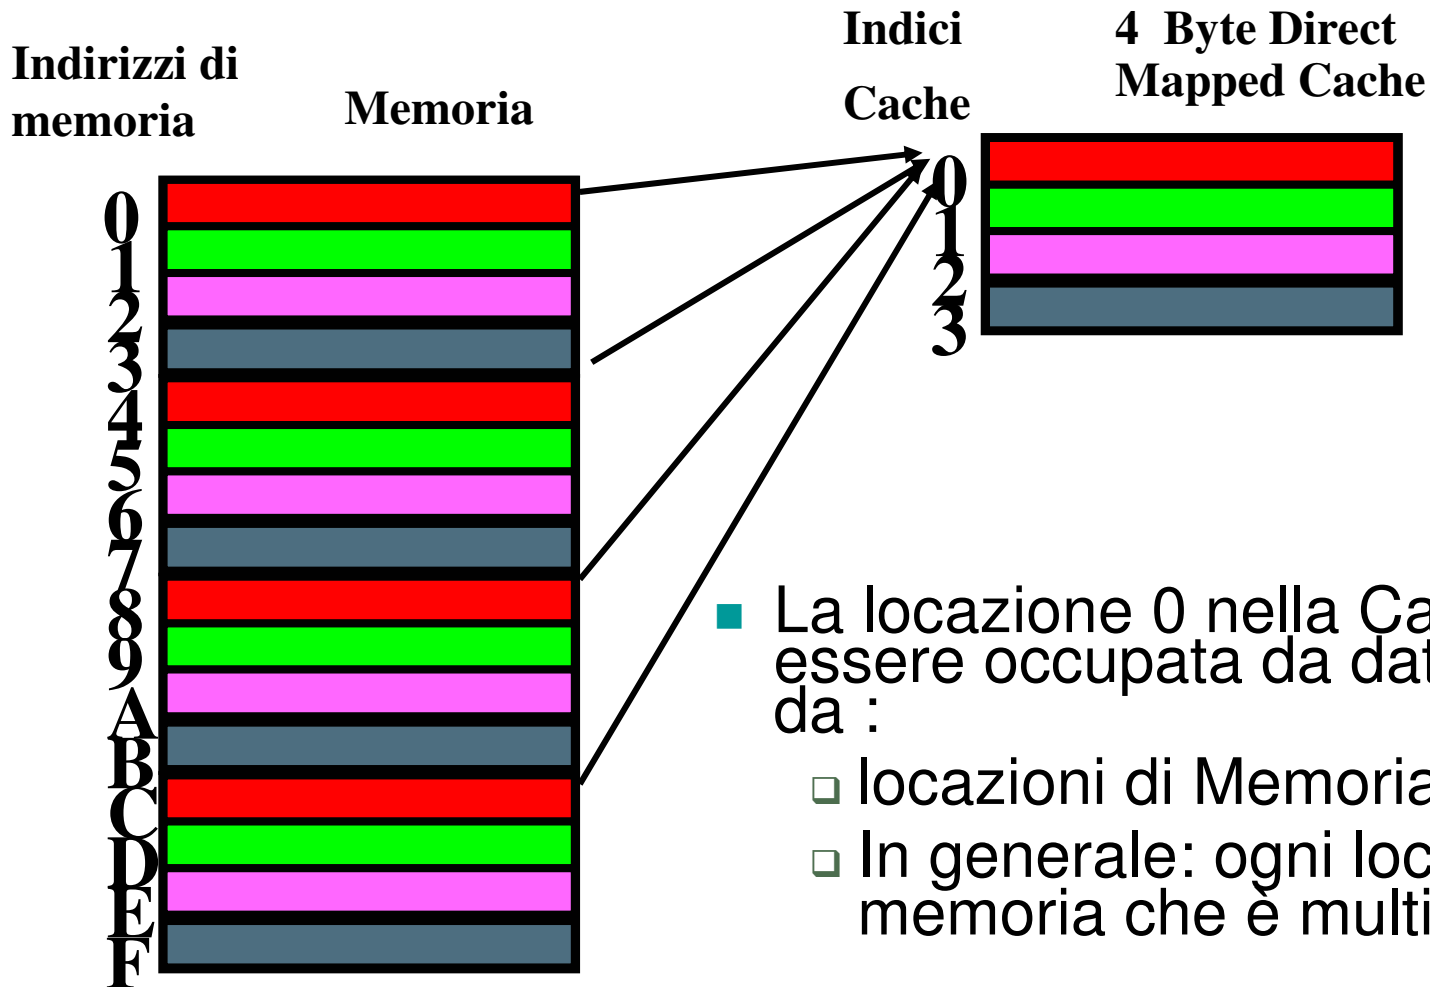 Indirizzi di
memoria
Memoria
Indici
Cache
4 Byte Direct
Mapped Cache
0
1
2
3
4
5
6
7
8
9
A
B
C
D
E
F
0
1
2
3
La locazione 0 nella Ca
essere occupata da dat
da :
locazioni di Memoria
In generale: ogni loc
memoria che è multi